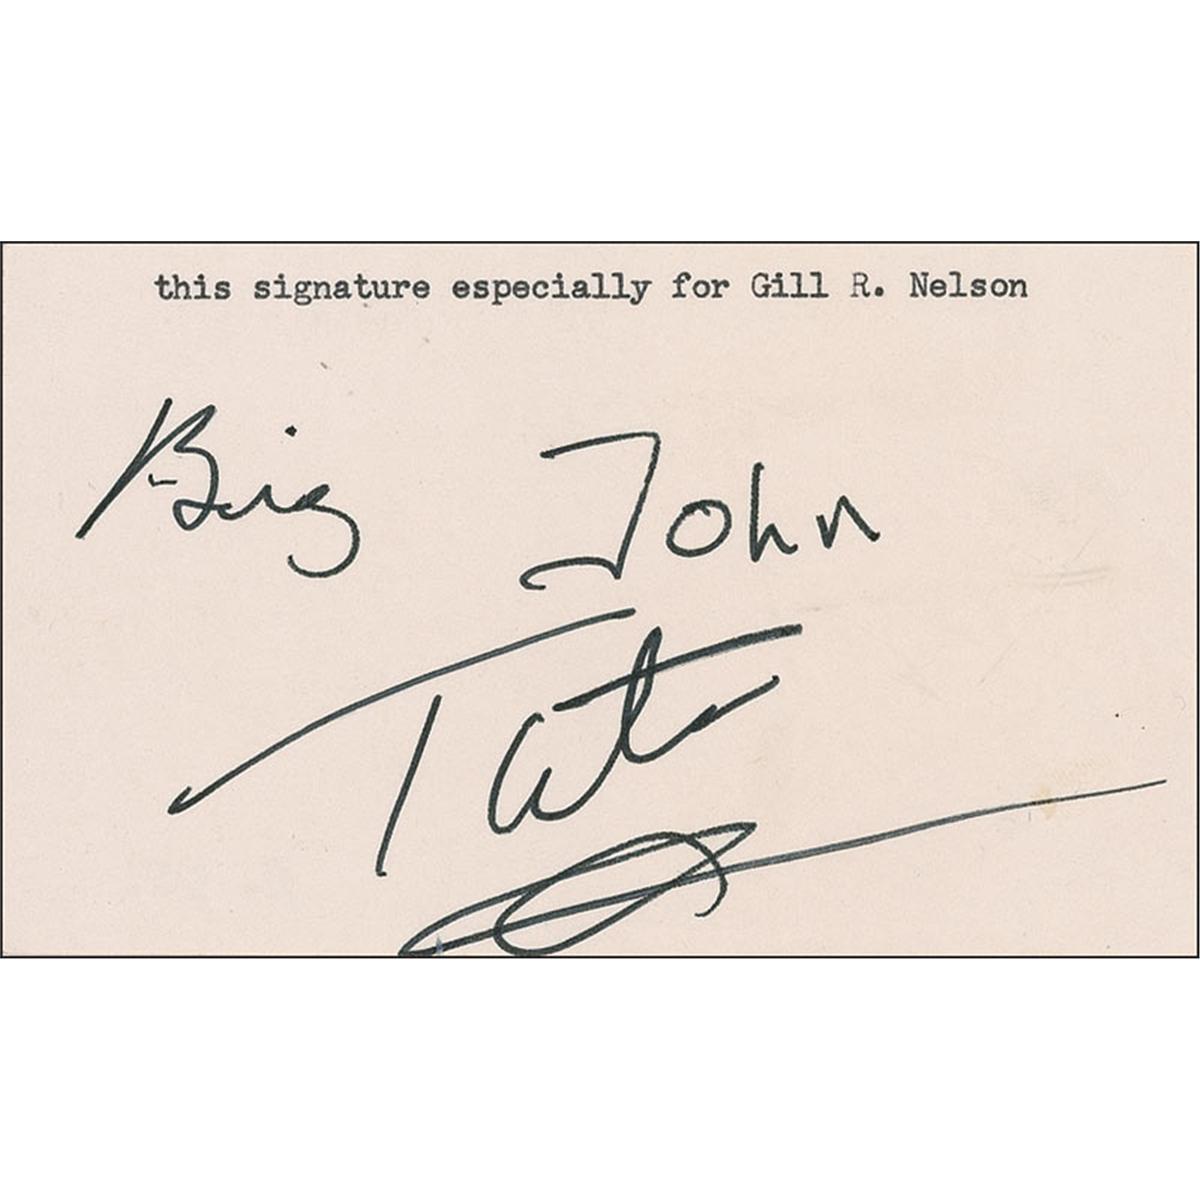 this signature especially for Gill R. Nelson
Big John
Tate